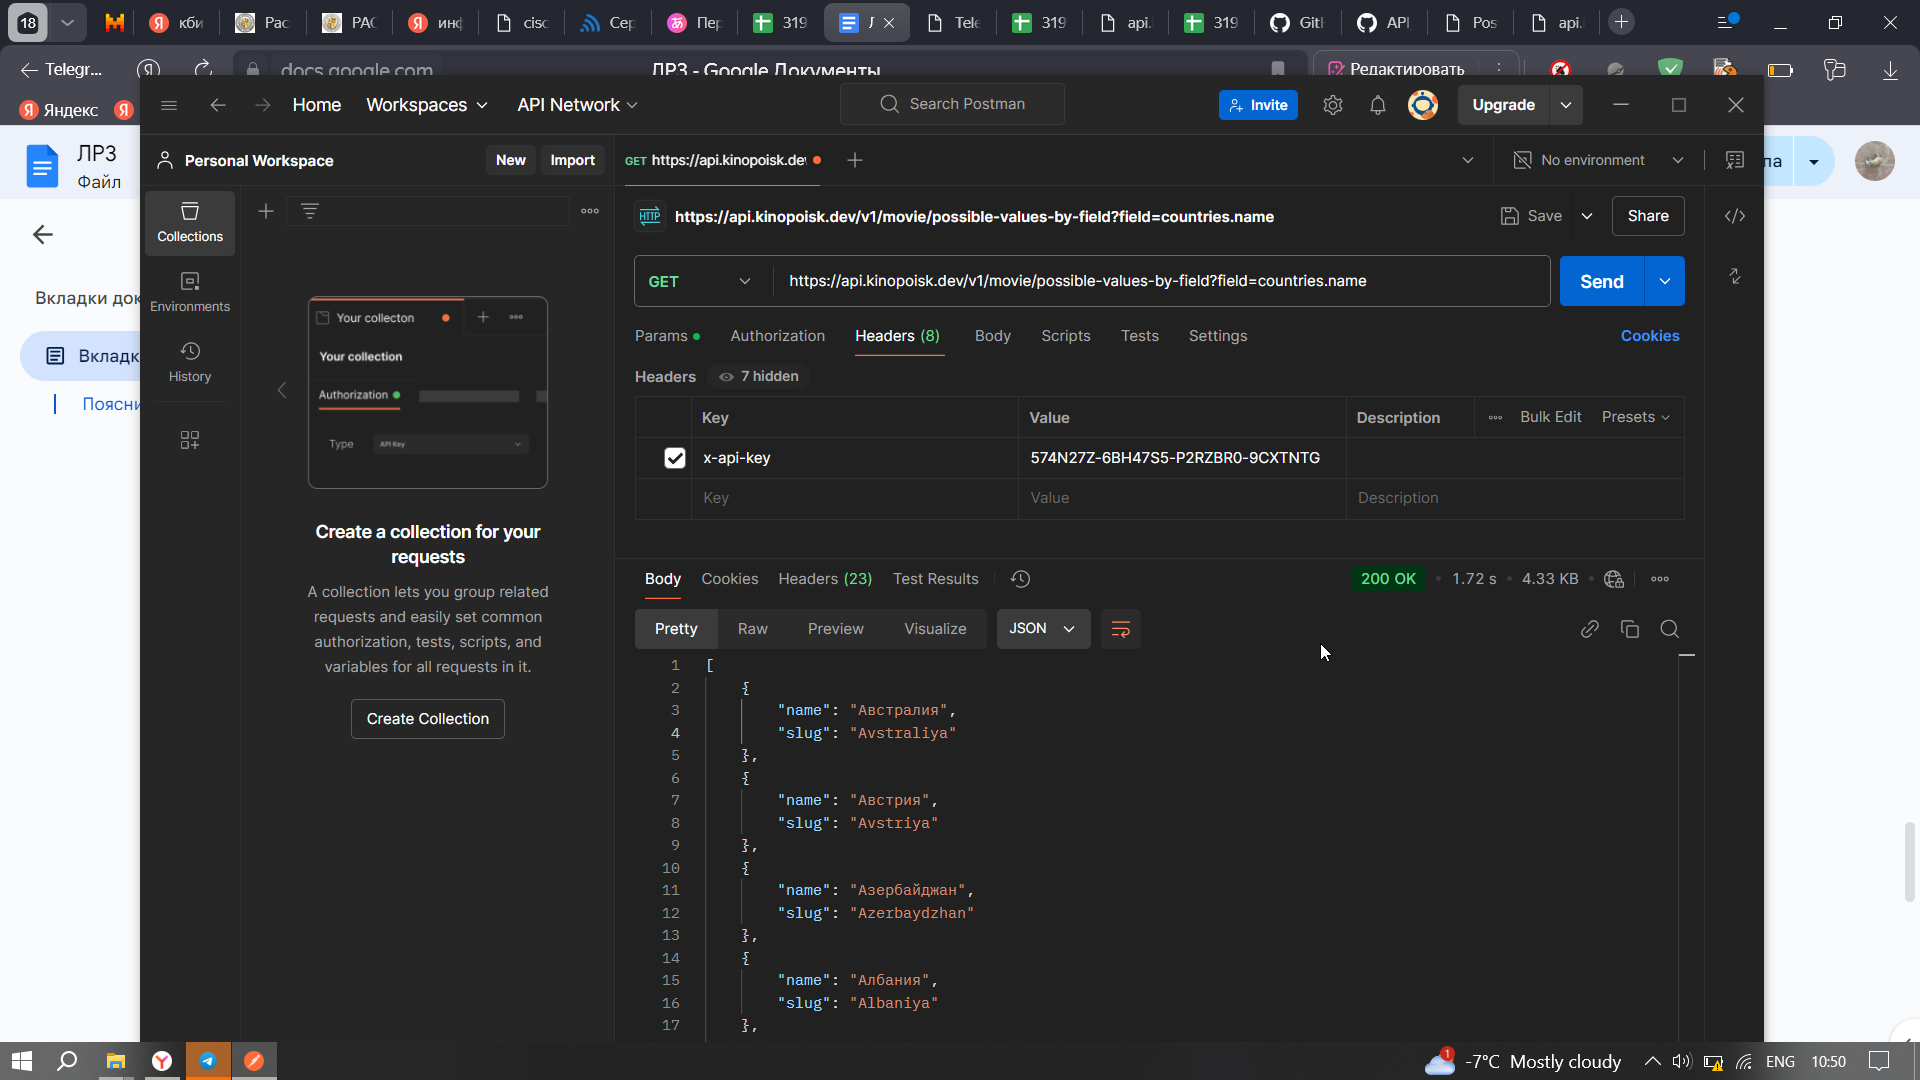 18
кби
Рас
РАС
инф
cisc
Сер
Пер
319
Л
Tele
319
api.
319
GitH
API
Pos
api.
Telegr...
docs.google.com
ЛР3 - Google Документы
Редактировать
Яндекс
Home
Workspaces
API Network
Search Postman
Invite
Upgrade
ЛР3
Файл
Personal Workspace
New
Import
GET https://api.kinopoisk.de
No environment
Collections
HTTP
https://api.kinopoisk.dev/v1/movie/possible-values-by-field?field=countries.name
Save
Share
Вкладки док
Вкладк
Поясни
Environments
History
GET
https://api.kinopoisk.dev/v1/movie/possible-values-by-field?field=countries.name
Send
Params
Authorization
Headers (8)
Body
Scripts
Tests
Settings
Cookies
Headers
7 hidden
Key
Value
Description
Bulk Edit
Presets
x-api-key
574N27Z-6BH47S5-P2RZBR0-9CXTNTG
Key
Value
Description
Your collecton
Your collection
Authorization
Type
API Key
Create a collection for your
requests
A collection lets you group related
requests and easily set common
authorization, tests, scripts, and
variables for all requests in it.
Create Collection
Body
Cookies
Headers (23)
Test Results
200 OK
1.72 s
4.33 KB
Pretty
Raw
Preview
Visualize
JSON
1 [
2 {
3 "name": "Австралия",
4 "slug": "Avstraliya"
5 },
6 {
7 "name": "Австрия",
8 "slug": "Avstriya"
9 },
10 {
11 "name": "Азербайджан",
12 "slug": "Azerbaydzhan"
13 },
14 {
15 "name": "Албания",
16 "slug": "Albaniya"
17 },
1
-7°C Mostly cloudy
ENG
10:50